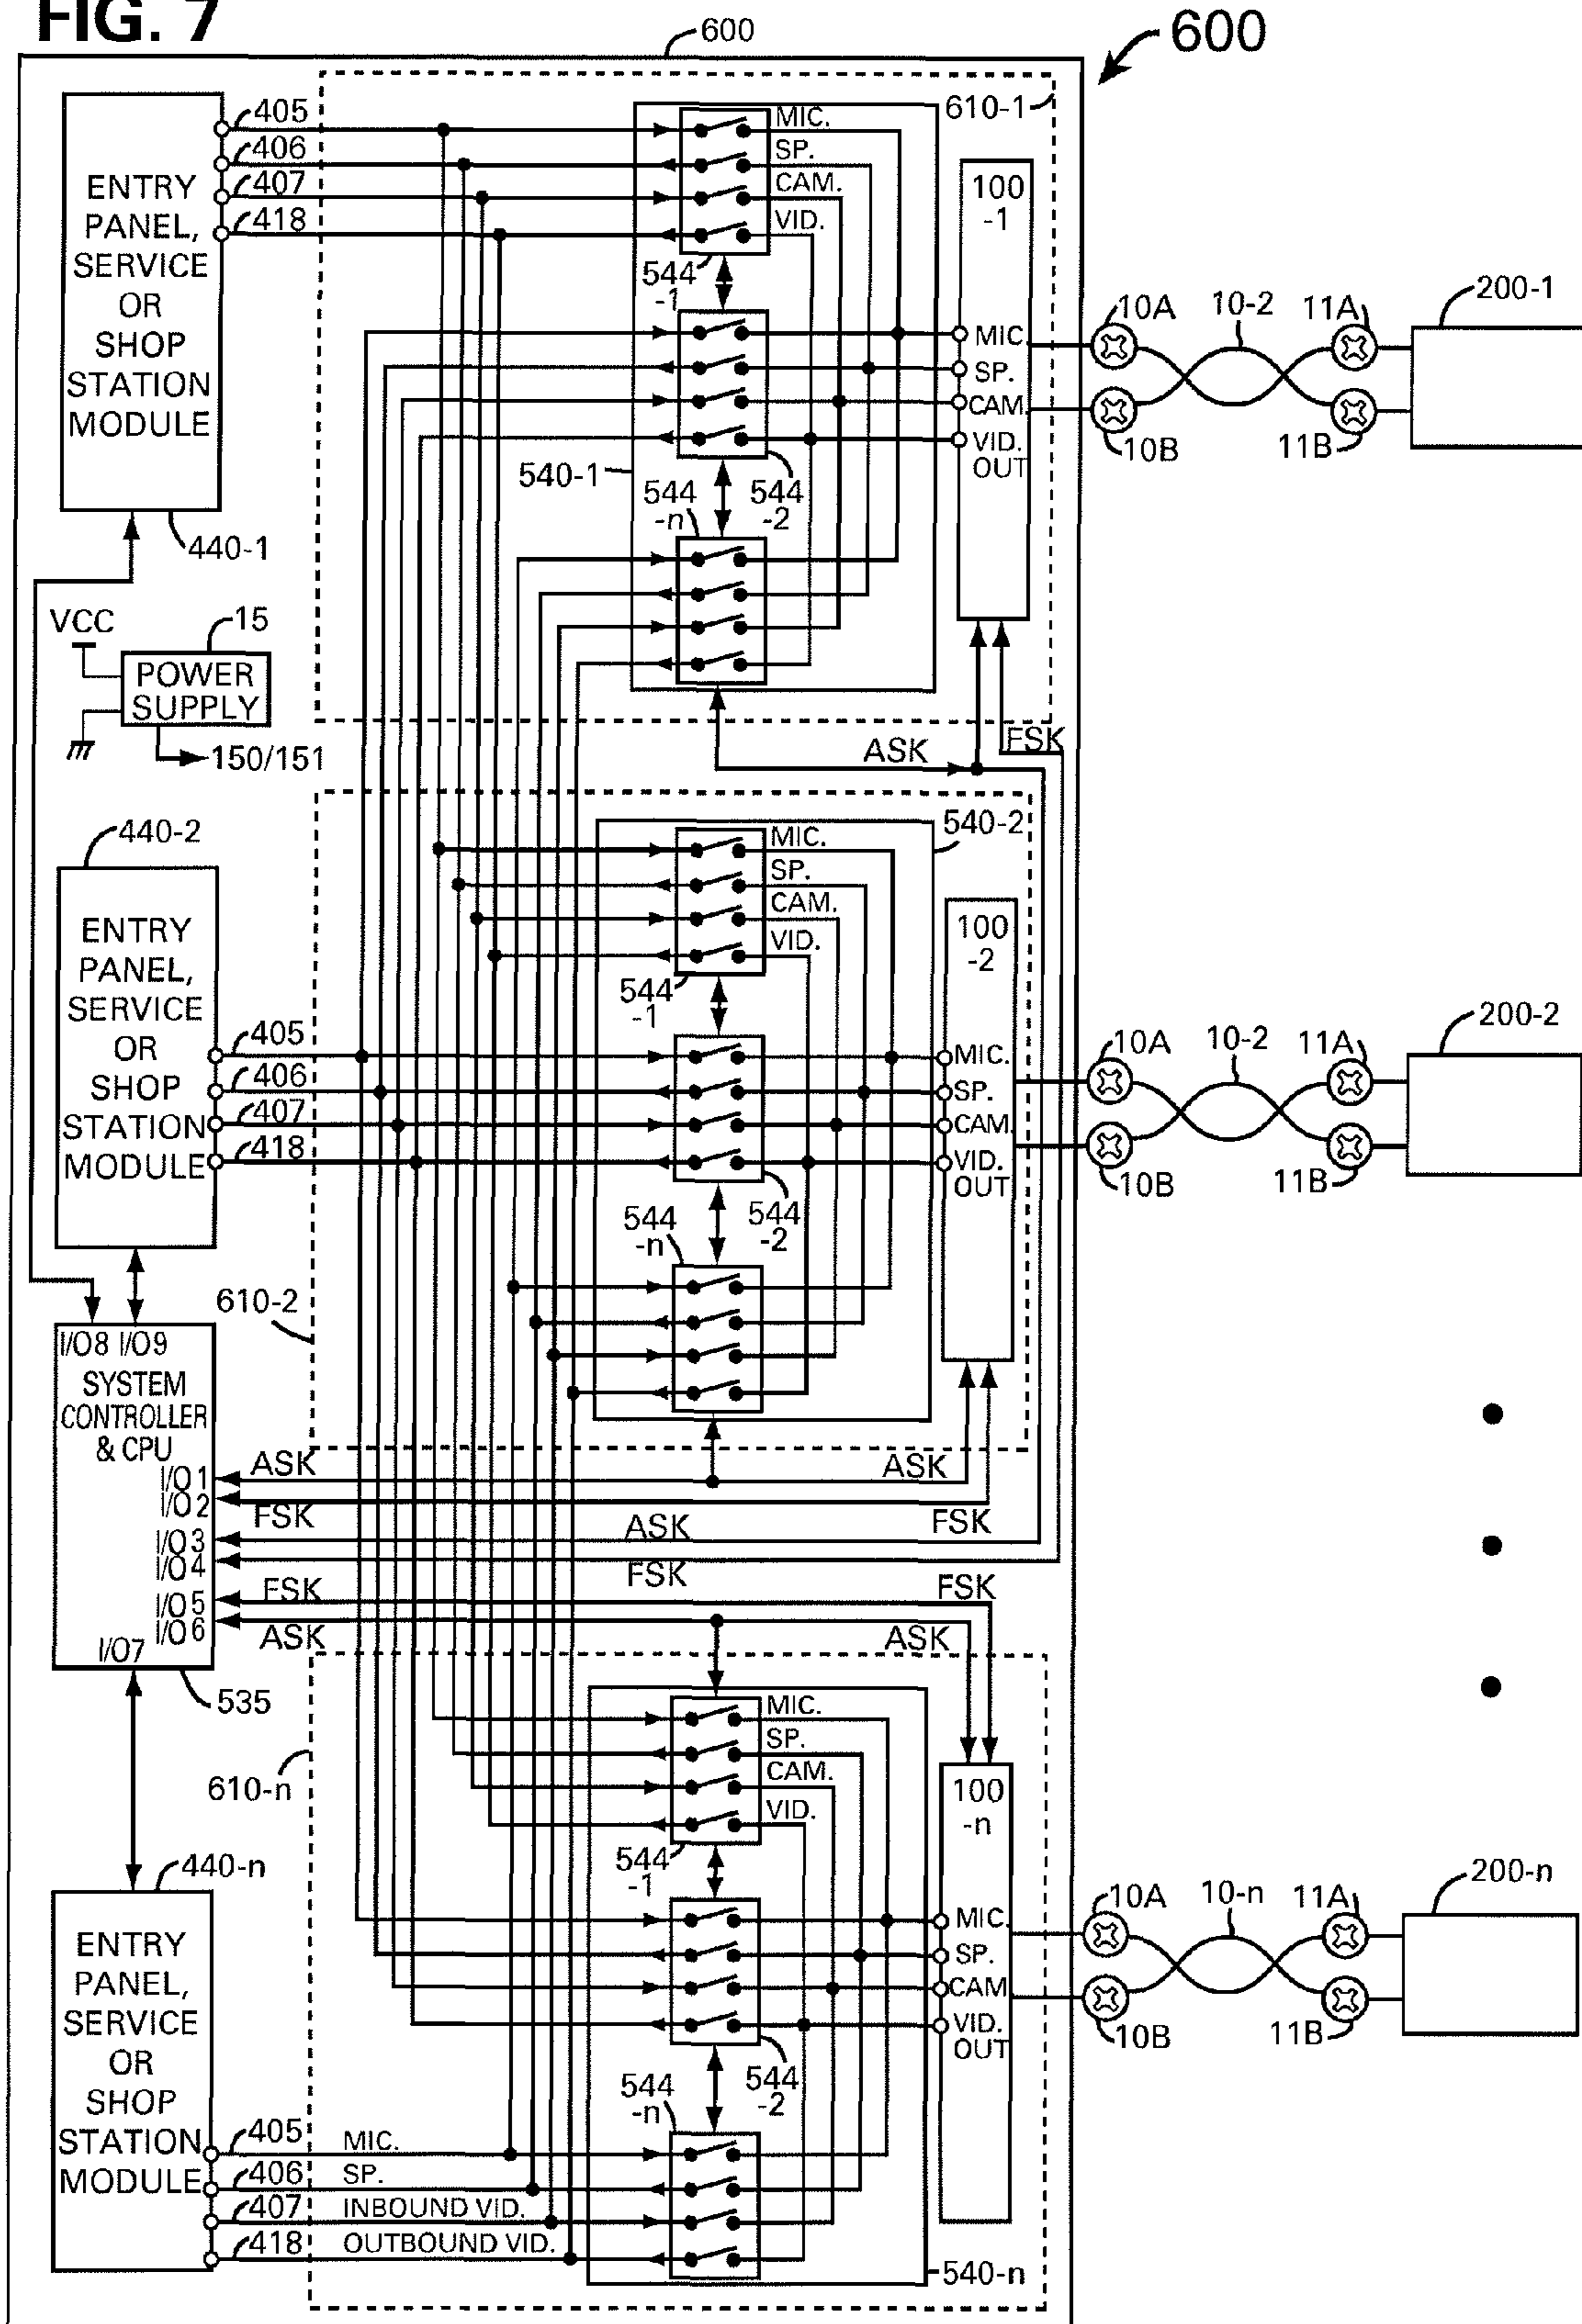 FIG. 7
600
600
610-1
405
406
407
418
ENTRY
PANEL,
SERVICE
OR
SHOP
STATION
MODULE
440-1
MIC.
SP.
CAM.
VID.
544
-1
540-1
544
-n
544
-2
100
-1
MIC
SP.
CAM.
VID.
OUT
10A
10-2
11A
200-1
10B
11B
VCC
15
POWER
SUPPLY
150/151
ASK
FSK
440-2
ENTRY
PANEL,
SERVICE
OR
SHOP
STATION
MODULE
405
406
407
418
540-2
MIC.
SP.
CAM.
VID.
544
-1
544
-n
544
-2
100
-2
MIC.
SP.
CAM.
VID.
OUT
10A
10-2
11A
200-2
10B
11B
610-2
I/O8 I/O9
SYSTEM
CONTROLLER
& CPU
I/O1
I/O2
I/O3
I/O4
I/O5
I/O6
I/O7
535
ASK
ASK
FSK
FSK
ASK
FSK
FSK
FSK
ASK
ASK
610-n
MIC.
SP.
CAM.
VID.
544
-1
544
-n
544
-2
100
-n
MIC.
SP.
CAM
VID.
OUT
10A
10-n
11A
200-n
10B
11B
440-n
ENTRY
PANEL,
SERVICE
OR
SHOP
STATION
MODULE
405 MIC.
406 SP.
407 INBOUND VID.
418 OUTBOUND VID.
540-n